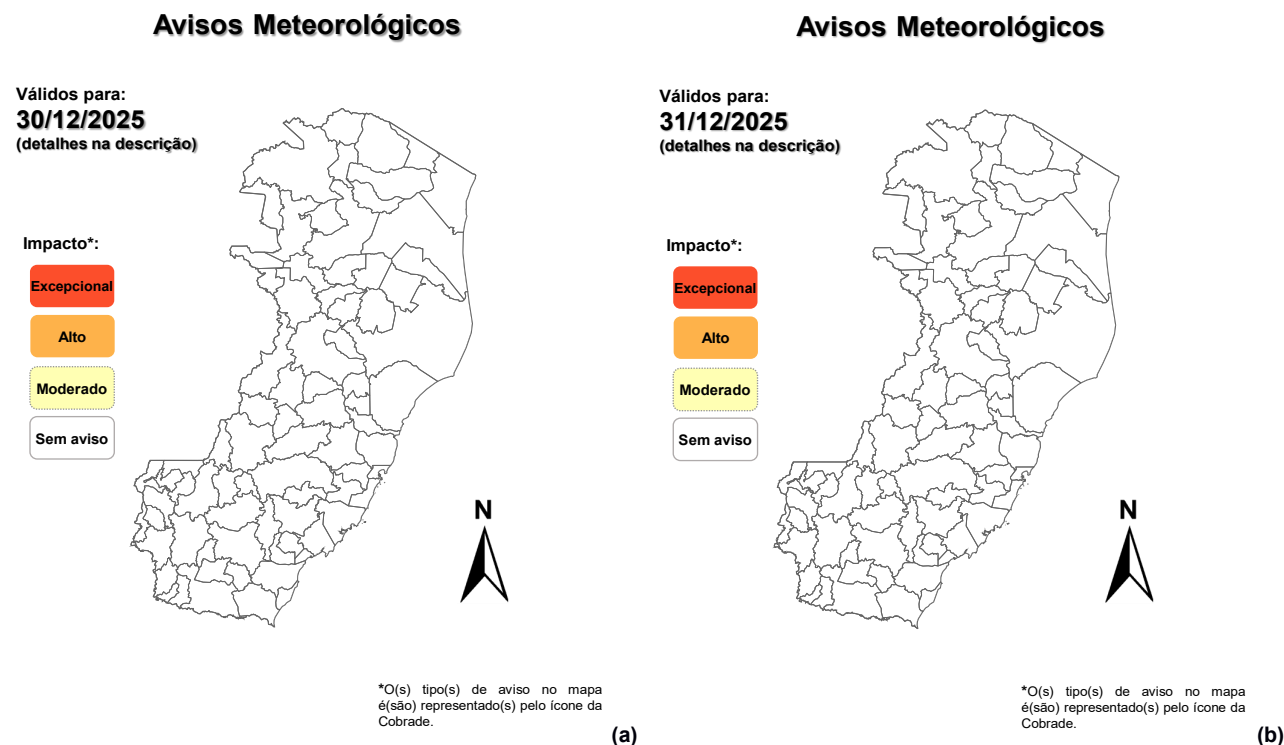 Avisos Meteorológicos
Válidos para:
30/12/2025
(detalhes na descrição)
Impacto*:
Excepcional
Alto
Moderado
Sem aviso
N
*O(s) tipo(s) de aviso no mapa
é(são) representado(s) pelo ícone da
Cobrade.
(a)
Avisos Meteorológicos
Válidos para:
31/12/2025
(detalhes na descrição)
Impacto*:
Excepcional
Alto
Moderado
Sem aviso
N
*O(s) tipo(s) de aviso no mapa
é(são) representado(s) pelo ícone da
Cobrade.
(b)